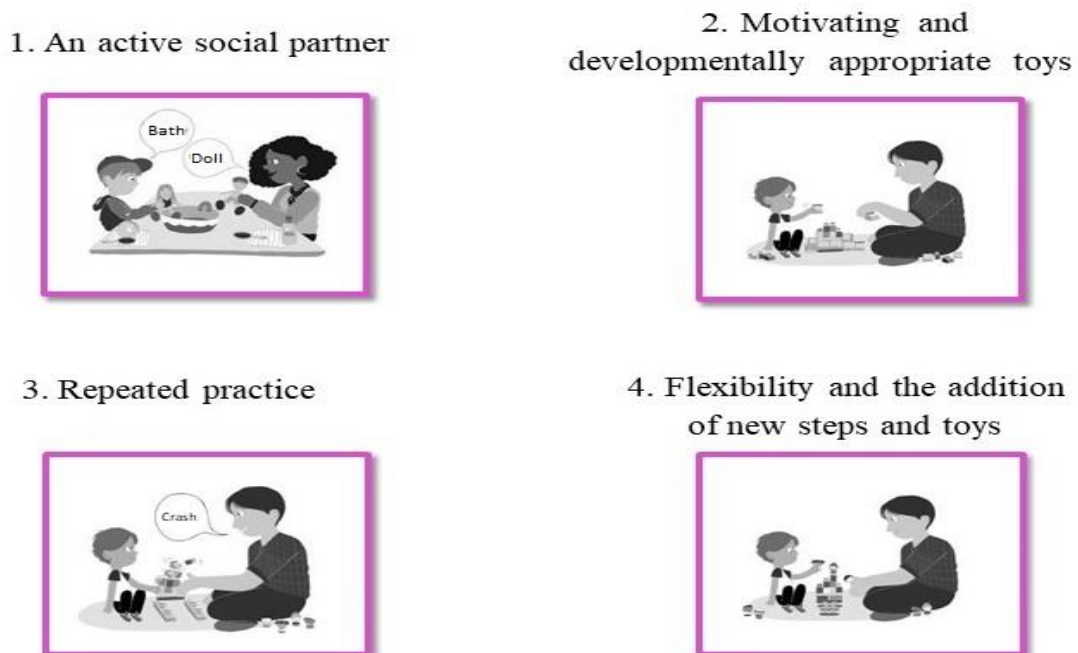 1. An active social partner
Bath
Doll
2. Motivating and
developmentally appropriate toys
3. Repeated practice
Crash
4. Flexibility and the addition
of new steps and toys